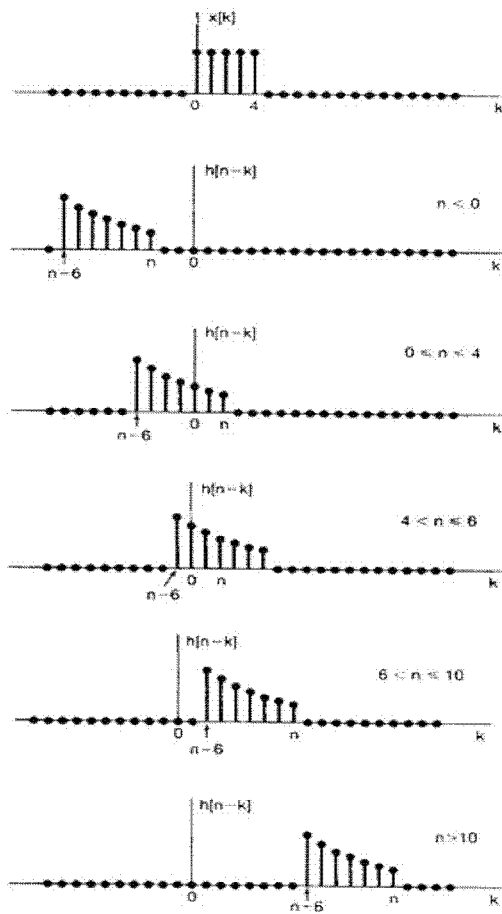 x[k]
0 4 k
h[n−k]
n < 0
n−6 n 0 k
h[n−k]
0 ≤ n ≤ 4
n−6 0 n k
h[n−k]
4 < n ≤ 6
n−6 0 n k
h[n−k]
6 < n ≤ 10
0 n−6 n k
h[n−k]
n>10
0 n−6 n k